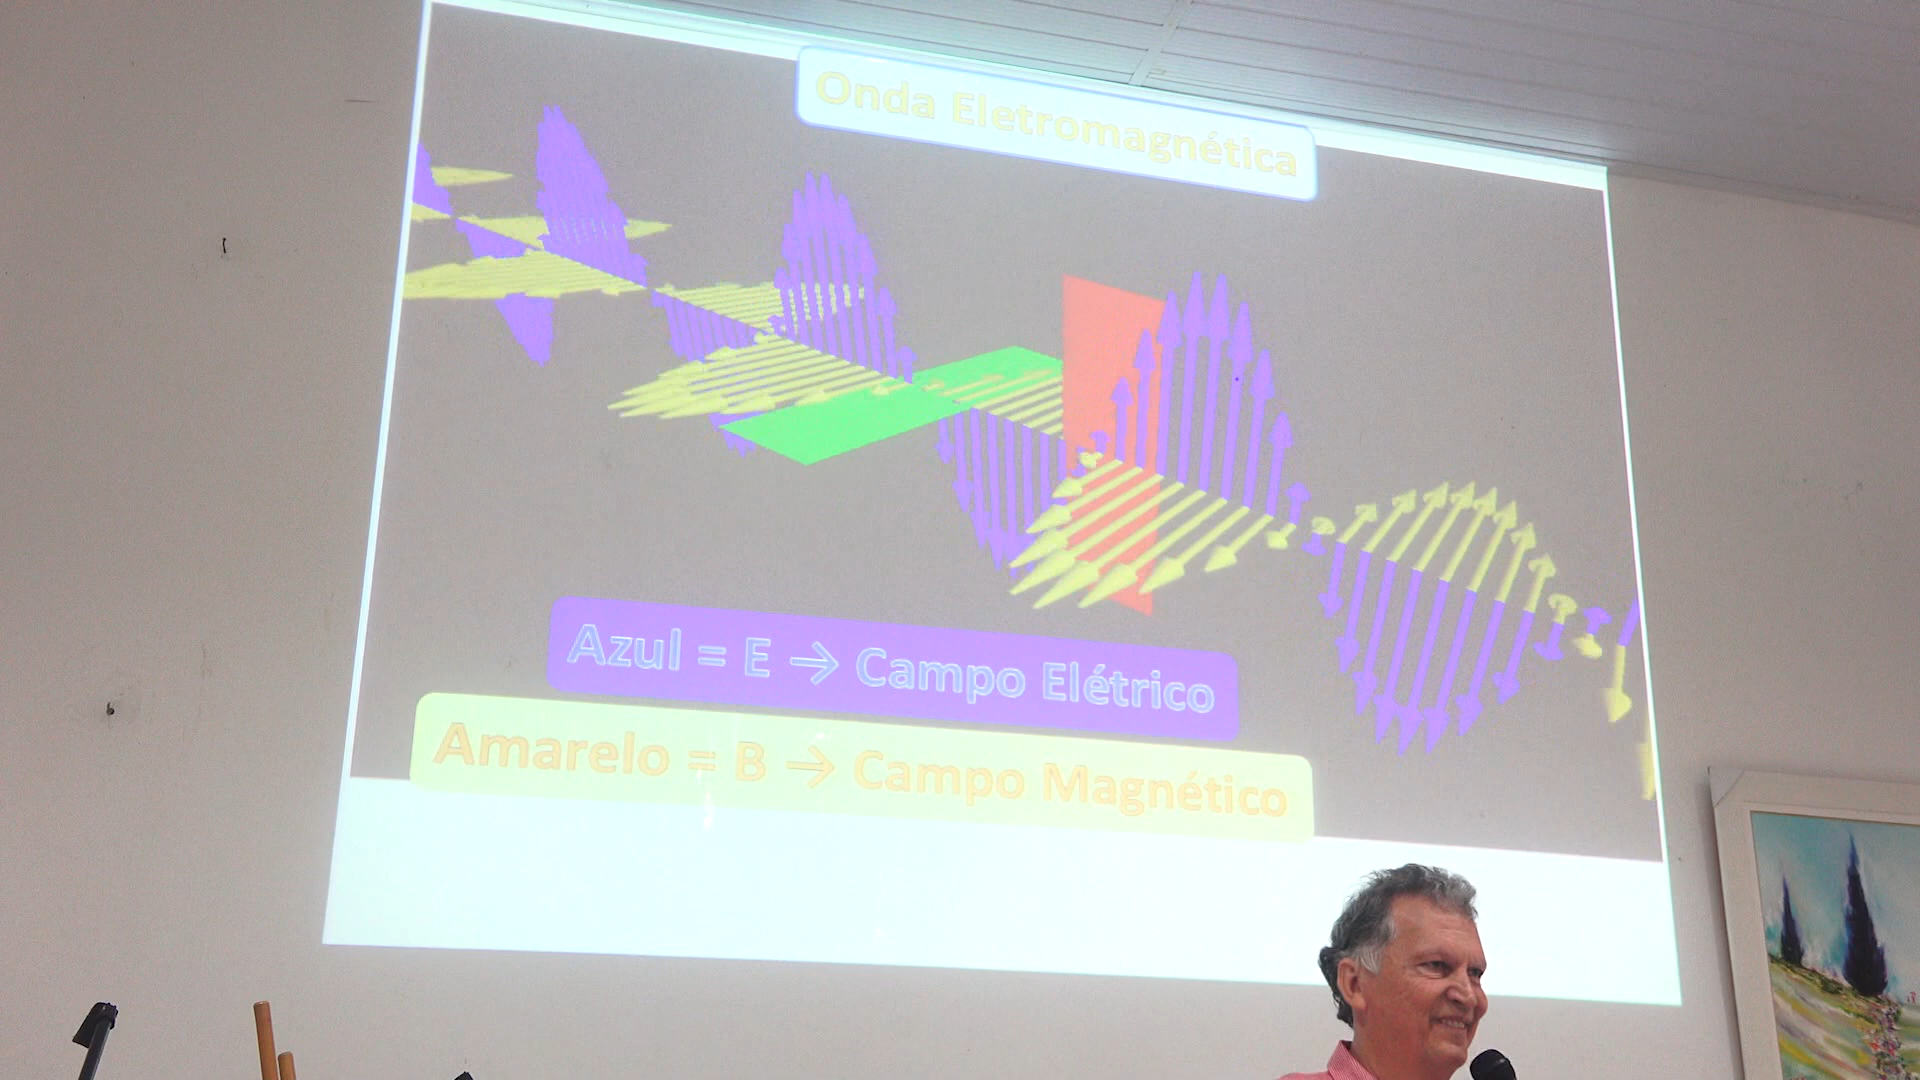 Onda Eletromagnética
Azul = E → Campo Elétrico
Amarelo = B → Campo Magnético